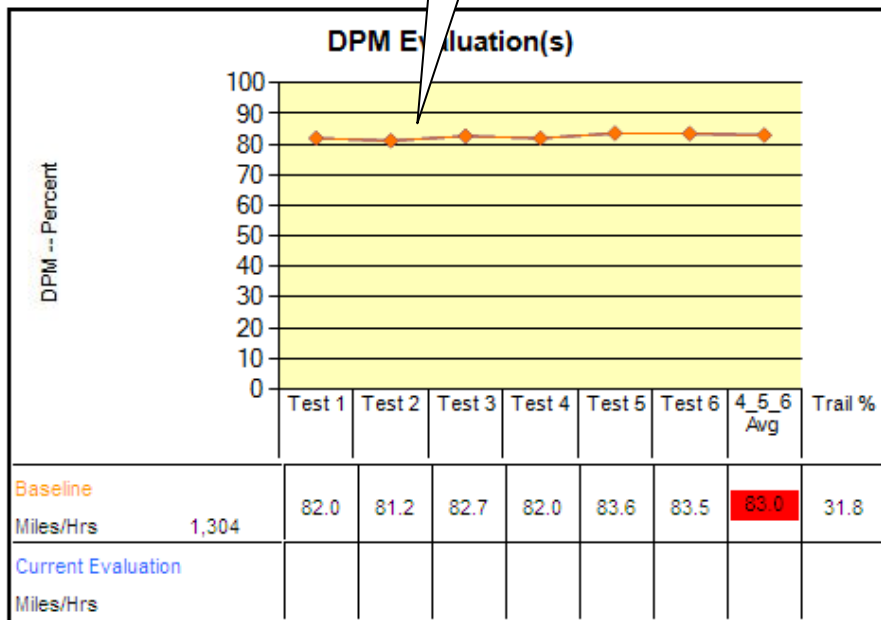 DPM Evaluation(s)
DPM -- Percent
100
90
80
70
60
50
40
30
20
10
0
Test 1 Test 2 Test 3 Test 4 Test 5 Test 6 4_5_6 Avg Trail %
Baseline
Miles/Hrs 1,304
82.0 81.2 82.7 82.0 83.6 83.5 83.0 31.8
Current Evaluation
Miles/Hrs